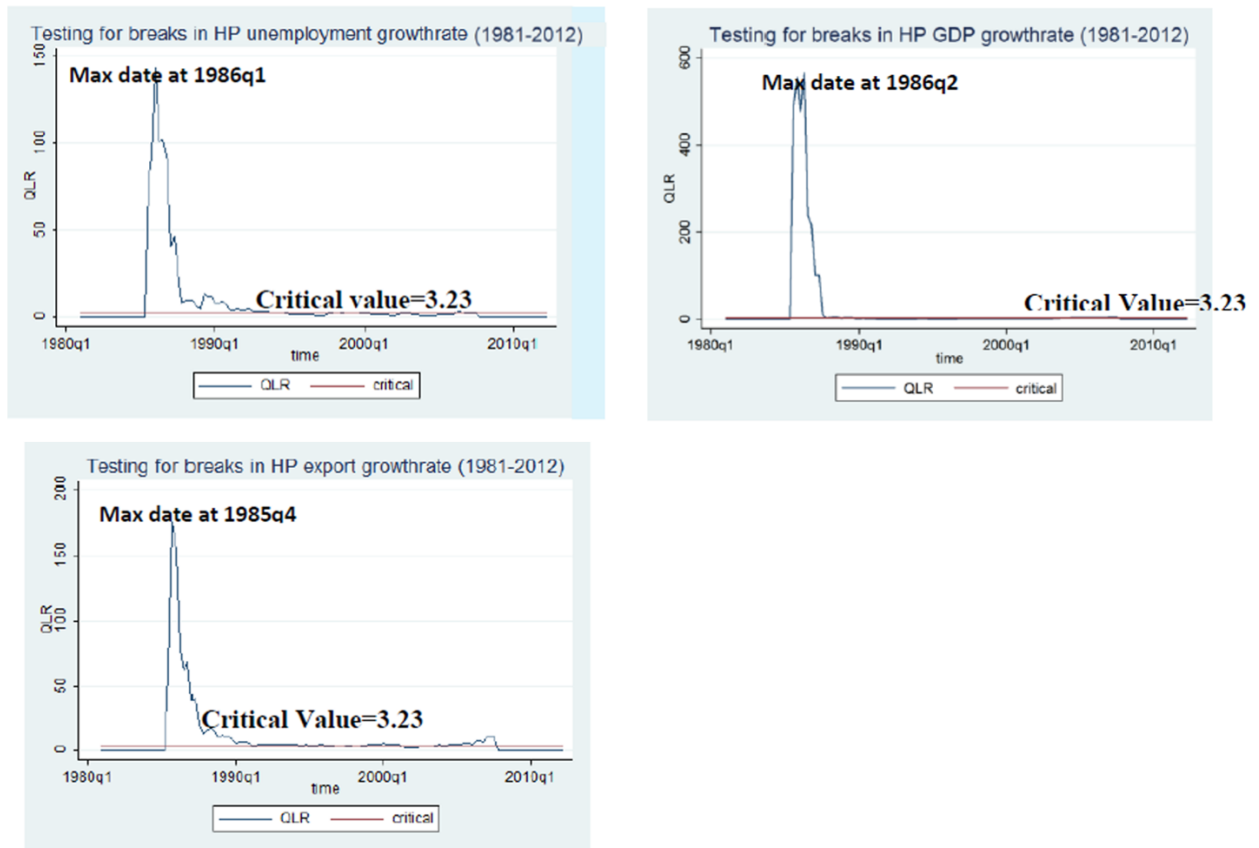 Testing for breaks in HP unemployment growthrate (1981-2012)
Max date at 1986q1
150
100
50
0
QLR
Critical value=3.23
1980q1 1990q1 2000q1 2010q1
time
QLR critical
Testing for breaks in HP GDP growthrate (1981-2012)
Max date at 1986q2
600
400
200
0
QLR
Critical Value=3.23
1980q1 1990q1 2000q1 2010q1
time
QLR critical
Testing for breaks in HP export growthrate (1981-2012)
Max date at 1985q4
200
150
100
50
0
QLR
Critical Value=3.23
1980q1 1990q1 2000q1 2010q1
time
QLR critical